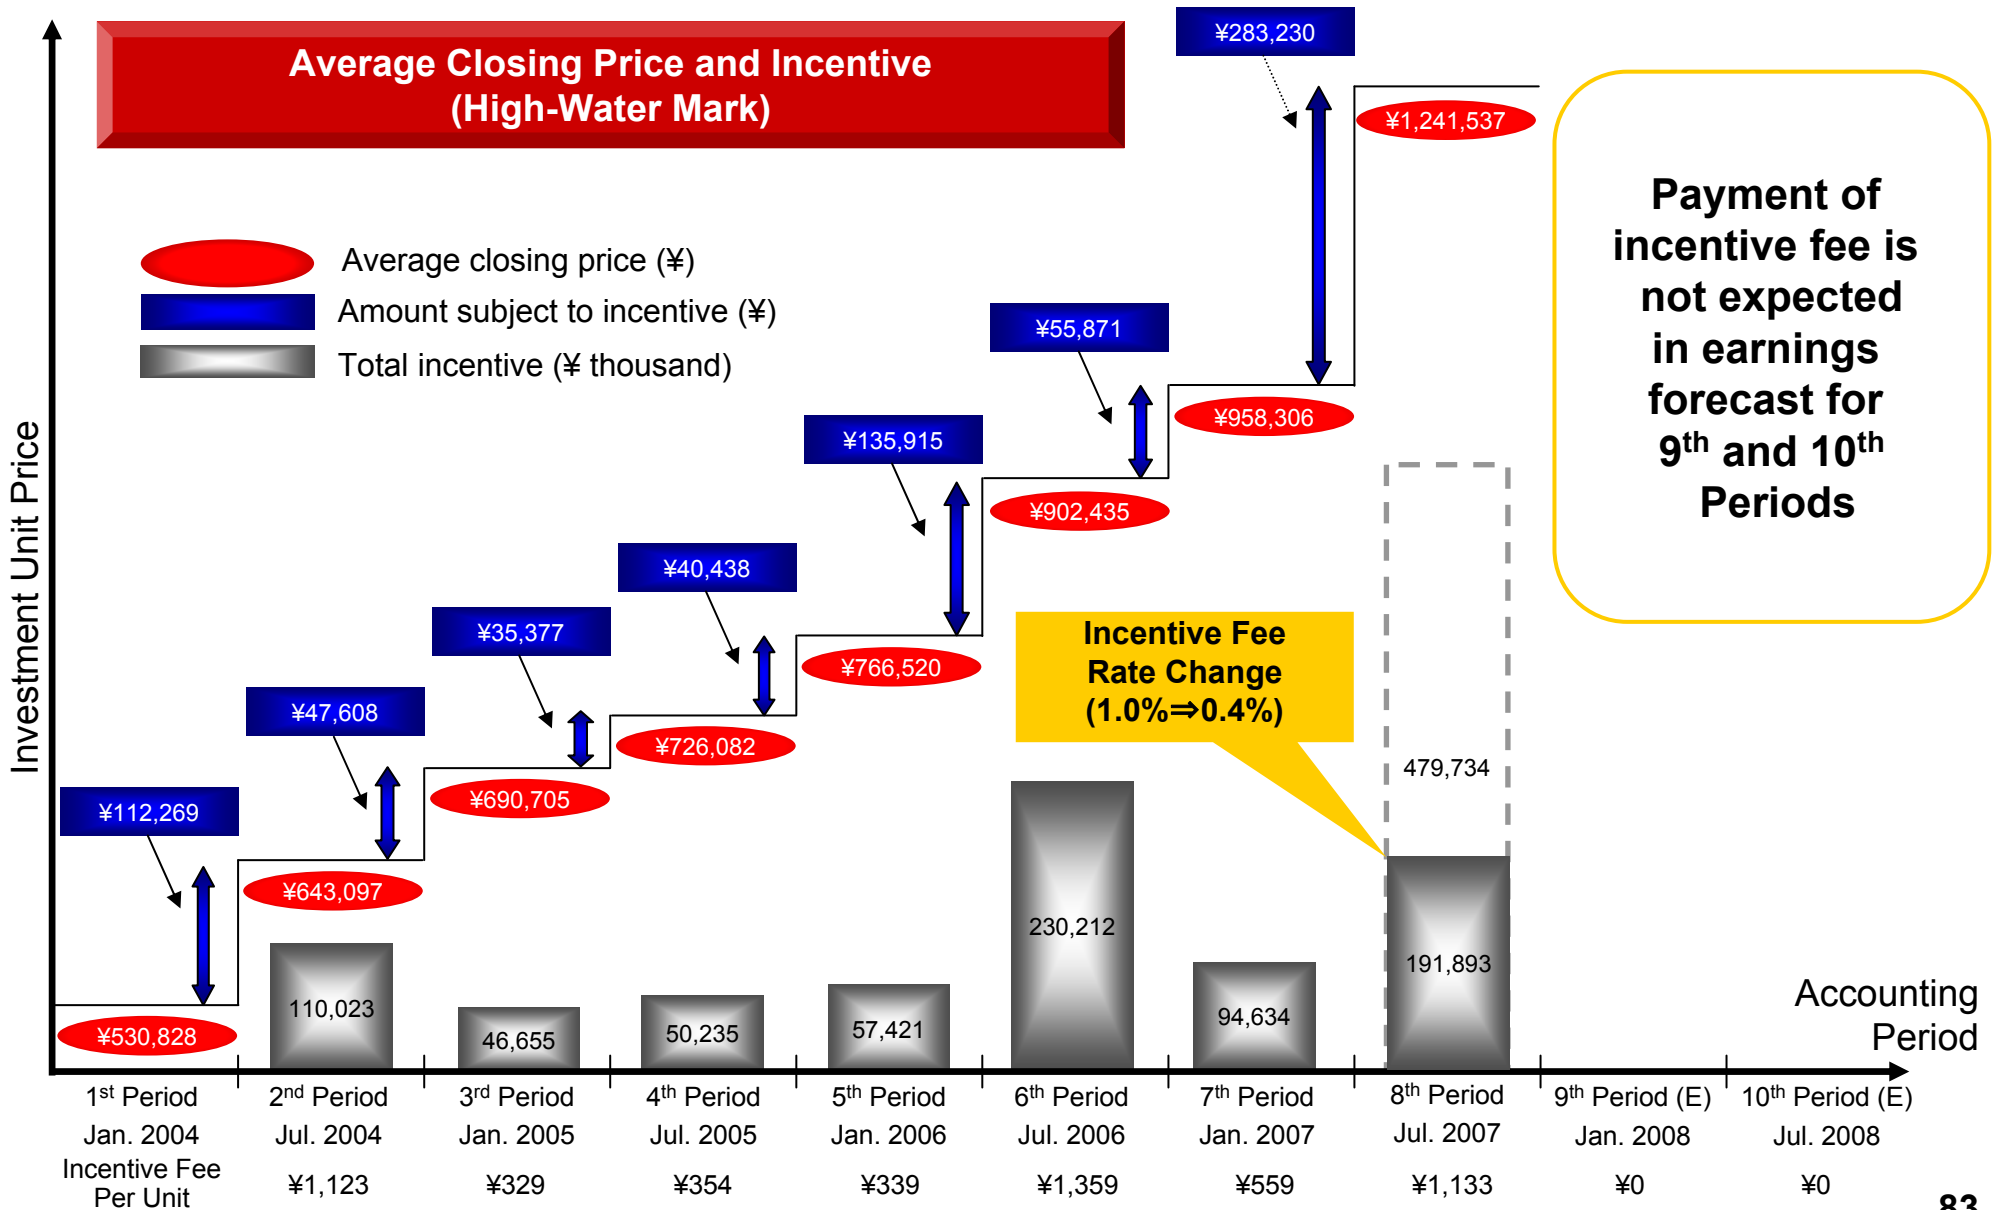 Average Closing Price and Incentive
(High-Water Mark)
Average closing price (¥)
Amount subject to incentive (¥)
Total incentive (¥ thousand)
Investment Unit Price
¥112,269
¥47,608
¥35,377
¥40,438
¥135,915
¥55,871
¥283,230
¥530,828
¥643,097
¥690,705
¥726,082
¥766,520
¥902,435
¥958,306
¥1,241,537
Payment of
incentive fee is
not expected
in earnings
forecast for
9th and 10th
Periods
Incentive Fee
Rate Change
(1.0%⇒0.4%)
110,023
46,655
50,235
57,421
230,212
94,634
479,734
191,893
Accounting
Period
1st Period 2nd Period 3rd Period 4th Period 5th Period 6th Period 7th Period 8th Period 9th Period (E) 10th Period (E)
Jan. 2004 Jul. 2004 Jan. 2005 Jul. 2005 Jan. 2006 Jul. 2006 Jan. 2007 Jul. 2007 Jan. 2008 Jul. 2008
Incentive Fee
Per Unit ¥1,123 ¥329 ¥354 ¥339 ¥1,359 ¥559 ¥1,133 ¥0 ¥0
83